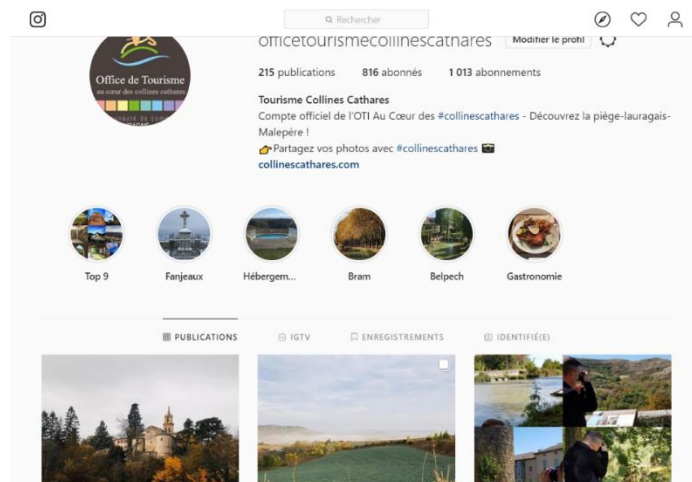 Rechercher
officetourismecollinescathares Modifier le profil
Office de Tourisme
au cœur des collines cathares
215 publications 816 abonnés 1 013 abonnements
Tourisme Collines Cathares
Compte officiel de l'OTI Au Cœur des #collinescathares - Découvrez la piège-lauragais-
Malepère !
👉Partagez vos photos avec #collinescathares 📷
collinescathares.com
Top 9 Fanjeaux Hébergem... Bram Belpech Gastronomie
PUBLICATIONS IGTV ENREGISTREMENTS IDENTIFIÉ(E)